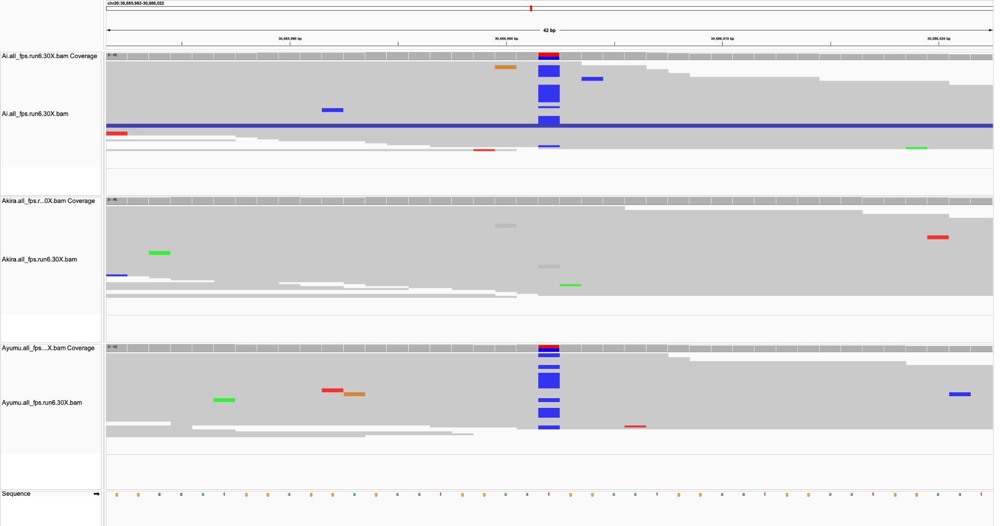 chr20:30,685,982-30,686,022
42 bp
30,685,990 bp 30,686,000 bp 30,686,010 bp 30,686,020 bp
Ai.all_fps.run6.30X.bam Coverage
[0 - 45]
Ai.all_fps.run6.30X.bam
Akira.all_fps.r...0X.bam Coverage
[0 - 46]
Akira.all_fps.run6.30X.bam
Ayumu.all_fps....X.bam Coverage
[0 - 43]
Ayumu.all_fps.run6.30X.bam
Sequence g g c c a t g g a g g a g a a t g g a a t g g a a t g g a a t g g a a t g g a a t